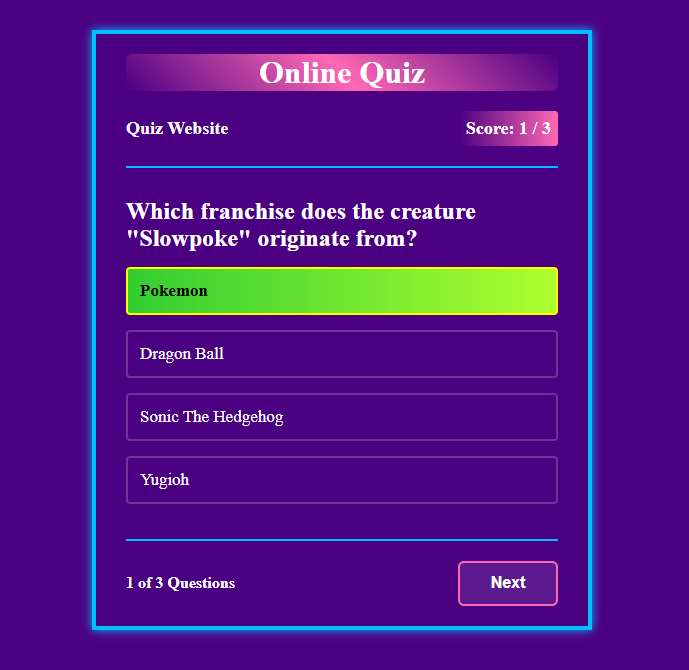 Online Quiz
Quiz Website
Score: 1 / 3
Which franchise does the creature
"Slowpoke" originate from?
Pokemon
Dragon Ball
Sonic The Hedgehog
Yugioh
1 of 3 Questions
Next